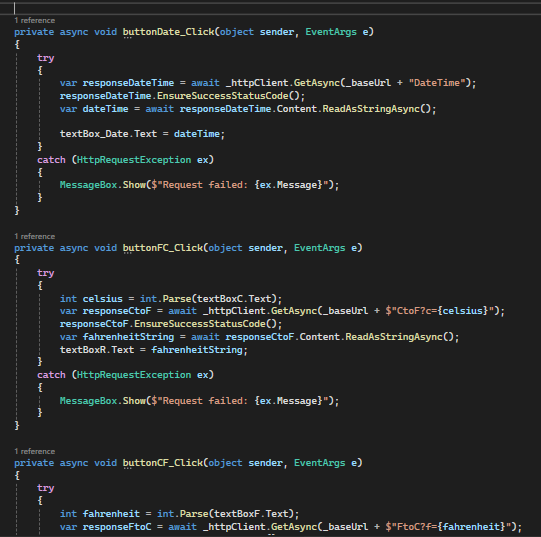 1 reference
private async void buttonDate_Click(object sender, EventArgs e)
{
try
{
var responseDateTime = await _httpClient.GetAsync(_baseUrl + "DateTime");
responseDateTime.EnsureSuccessStatusCode();
var dateTime = await responseDateTime.Content.ReadAsStringAsync();
textBox_Date.Text = dateTime;
}
catch (HttpRequestException ex)
{
MessageBox.Show($"Request failed: {ex.Message}");
}
}
1 reference
private async void buttonFC_Click(object sender, EventArgs e)
{
try
{
int celsius = int.Parse(textBoxC.Text);
var responseCtoF = await _httpClient.GetAsync(_baseUrl + $"CtoF?c={celsius}");
responseCtoF.EnsureSuccessStatusCode();
var fahrenheitString = await responseCtoF.Content.ReadAsStringAsync();
textBoxR.Text = fahrenheitString;
}
catch (HttpRequestException ex)
{
MessageBox.Show($"Request failed: {ex.Message}");
}
}
1 reference
private async void buttonCF_Click(object sender, EventArgs e)
{
try
{
int fahrenheit = int.Parse(textBoxF.Text);
var responseFtoC = await _httpClient.GetAsync(_baseUrl + $"FtoC?f={fahrenheit}");